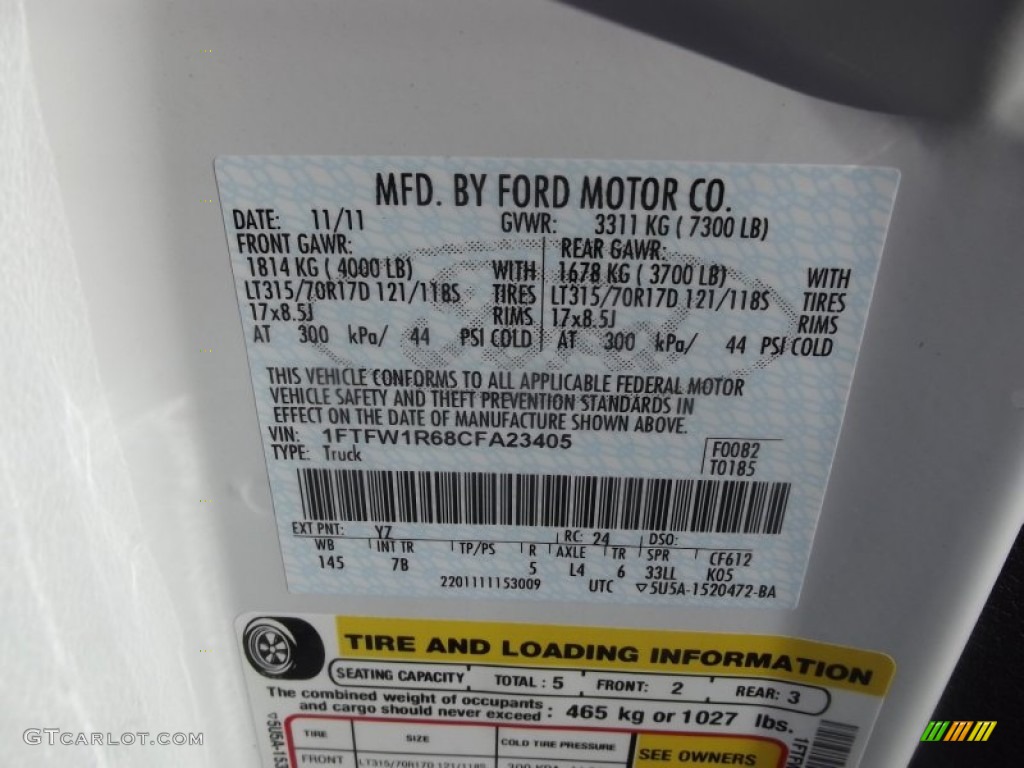 MFD. BY FORD MOTOR CO.
DATE: 11/11 GVWR: 3311 KG ( 7300 LB)
FRONT GAWR: REAR GAWR:
1814 KG ( 4000 LB) WITH 1678 KG ( 3700 LB) WITH
LT315/70R17D 121/118S TIRES LT315/70R17D 121/118S TIRES
17x8.5J RIMS 17x8.5J RIMS
AT 300 kPa/ 44 PSI COLD AT 300 kPa/ 44 PSI COLD
THIS VEHICLE CONFORMS TO ALL APPLICABLE FEDERAL MOTOR
VEHICLE SAFETY AND THEFT PREVENTION STANDARDS IN
EFFECT ON THE DATE OF MANUFACTURE SHOWN ABOVE.
VIN: 1FTFW1R68CFA23405 F0082
TYPE: Truck T0185
EXT PNT: YZ RC: 24 DSO:
WB INT TR TP/PS R AXLE TR SPR CF612
145 7B 5 L4 6 33LL K05
2201111153009 UTC ▽5U5A-1520472-BA
TIRE AND LOADING INFORMATION
SEATING CAPACITY TOTAL : 5 FRONT: 2 REAR: 3
The combined weight of occupants
and cargo should never exceed : 465 kg or 1027 lbs.
TIRE SIZE COLD TIRE PRESSURE SEE OWNERS
FRONT LT315/70R17D 121/118S
GTCarLot.com